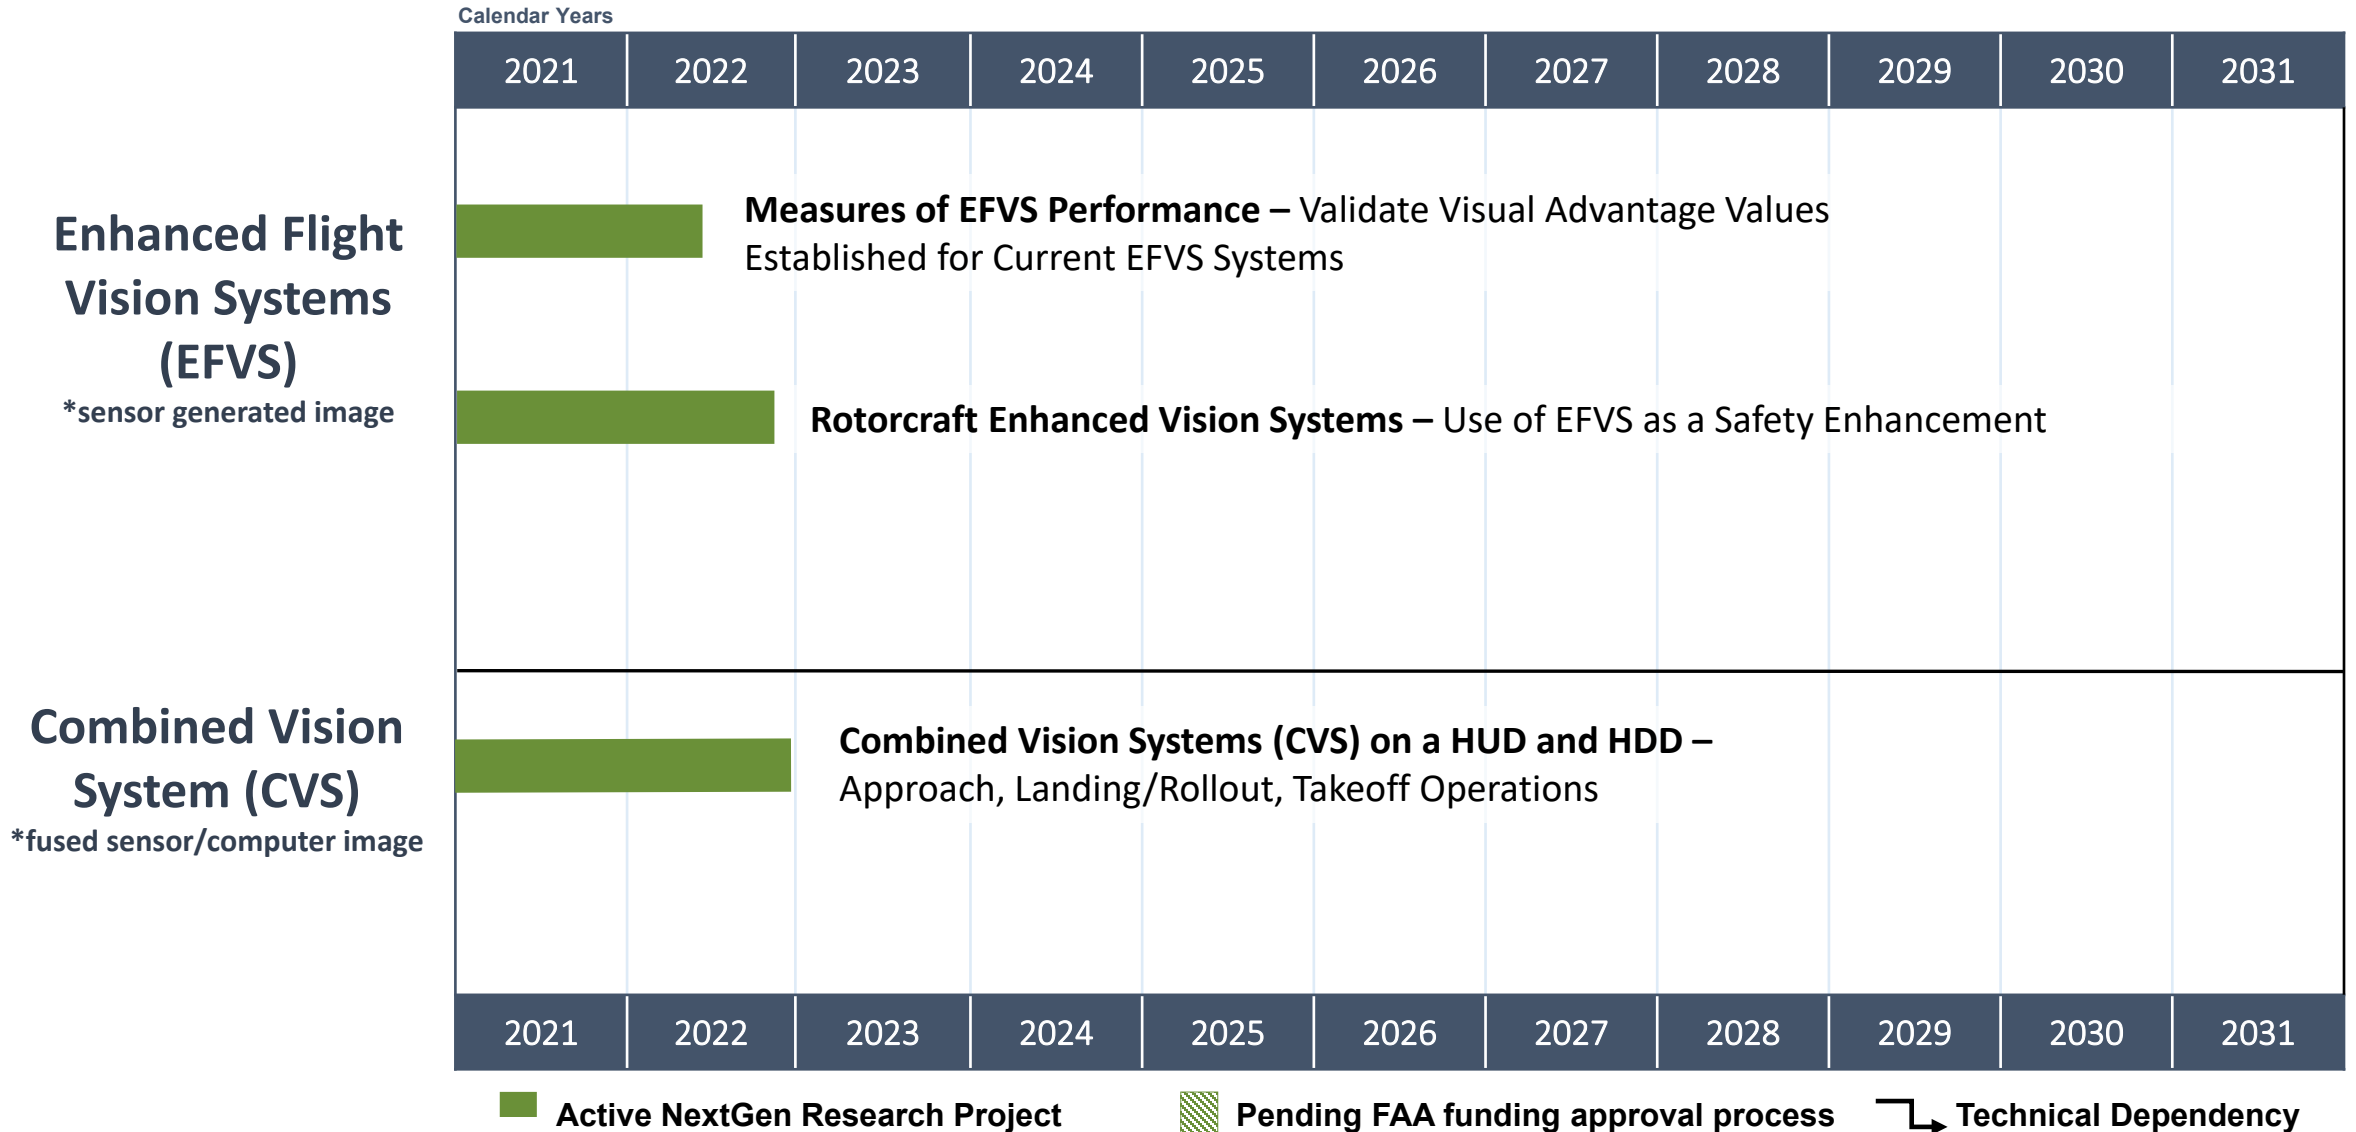 Calendar Years
2021 2022 2023 2024 2025 2026 2027 2028 2029 2030 2031
Enhanced Flight
Vision Systems
(EFVS)
*sensor generated image
Measures of EFVS Performance – Validate Visual Advantage Values
Established for Current EFVS Systems
Rotorcraft Enhanced Vision Systems – Use of EFVS as a Safety Enhancement
Combined Vision
System (CVS)
*fused sensor/computer image
Combined Vision Systems (CVS) on a HUD and HDD –
Approach, Landing/Rollout, Takeoff Operations
2021 2022 2023 2024 2025 2026 2027 2028 2029 2030 2031
Active NextGen Research Project
Pending FAA funding approval process
Technical Dependency